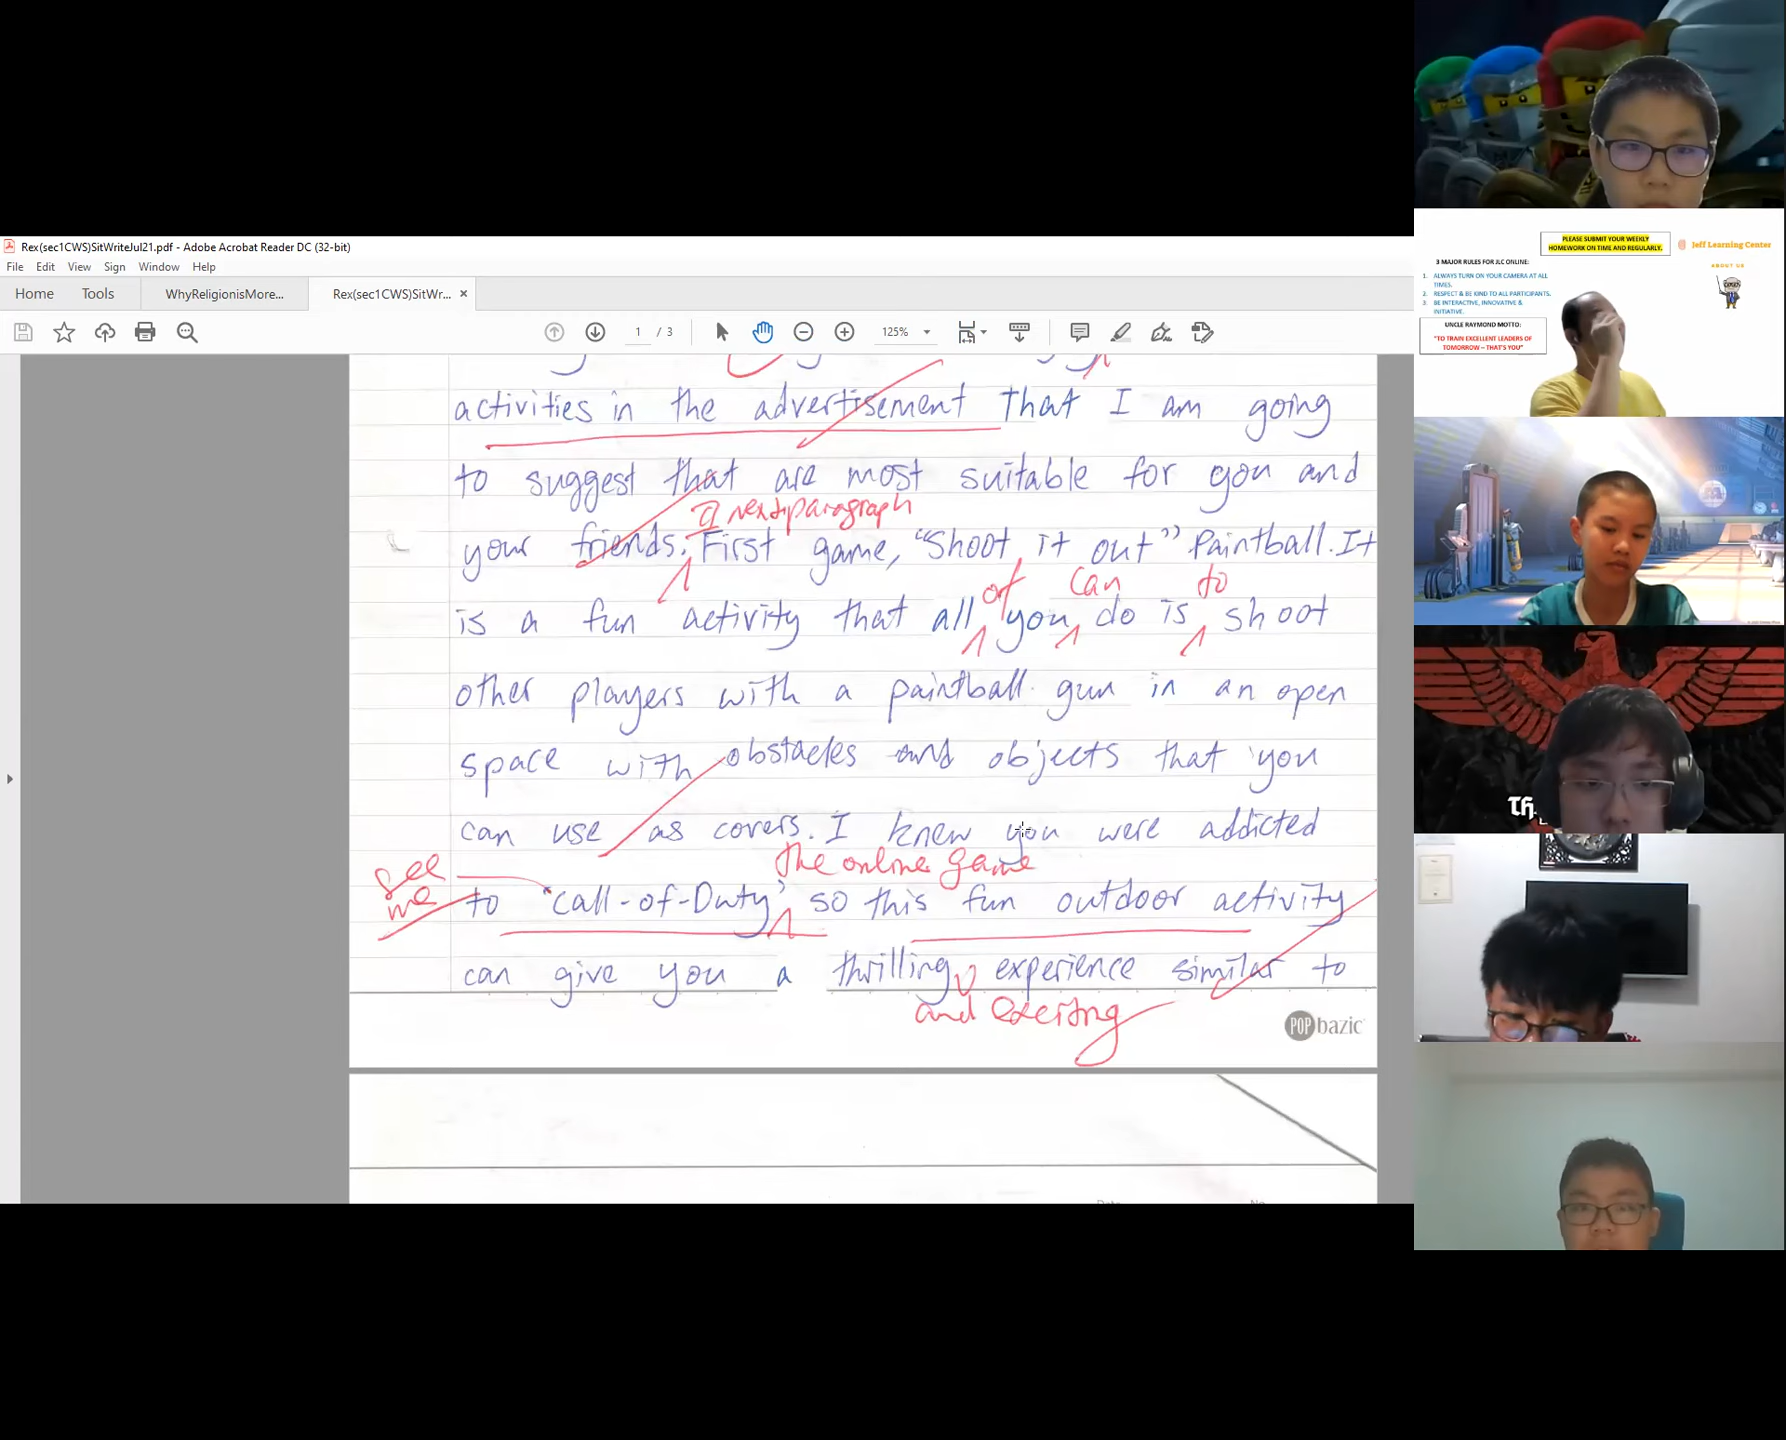 Rex(sec1CWS)SitWriteJul21.pdf - Adobe Acrobat Reader DC (32-bit)
File Edit View Sign Window Help
Home Tools WhyReligionisMore... Rex(sec1CWS)SitWr... ×
1 / 3 125%
activities in the advertisement that I am going
to suggest that are most suitable for you and
next paragraph
your friends. First game, "Shoot it out" Paintball. It
of can to
is a fun activity that all you do is shoot
other players with a paintball gun in an open
space with obstacles and objects that you
can use as covers. I knew you were addicted
see me
the online game
to 'Call-of-Duty' so this fun outdoor activity
can give you a thrilling experience similar to
and exciting
POP bazic
PLEASE SUBMIT YOUR WEEKLY
HOMEWORK ON TIME AND REGULARLY.
Jeff Learning Center
ABOUT US
3 MAJOR RULES FOR JLC ONLINE:
1. ALWAYS TURN ON YOUR CAMERA AT ALL
TIMES.
2. RESPECT & BE KIND TO ALL PARTICIPANTS.
3 BE INTERACTIVE, INNOVATIVE &
INITIATIVE.
UNCLE RAYMOND MOTTO:
"TO TRAIN EXCELLENT LEADERS OF
TOMORROW – THAT'S YOU"